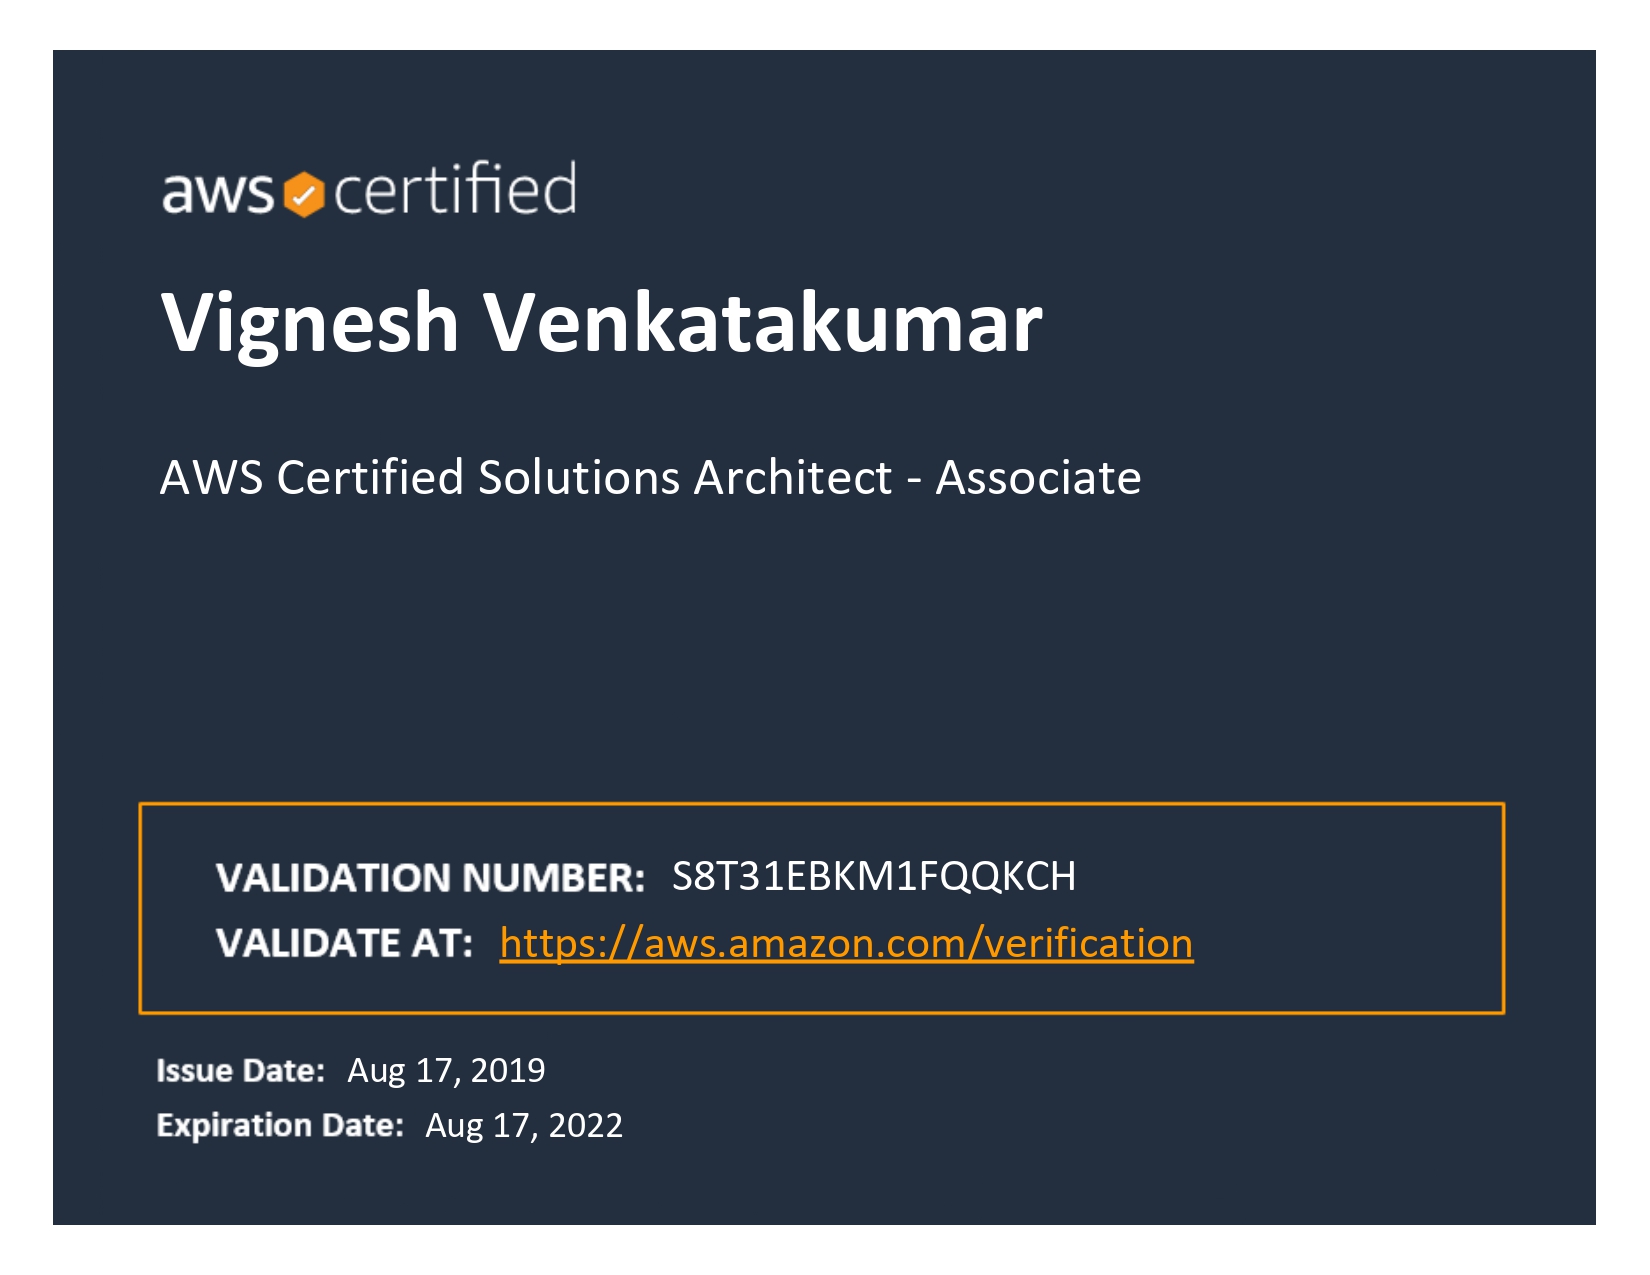 aws certified
Vignesh Venkatakumar
AWS Certified Solutions Architect - Associate
VALIDATION NUMBER: S8T31EBKM1FQQKCH
VALIDATE AT: https://aws.amazon.com/verification
Issue Date: Aug 17, 2019
Expiration Date: Aug 17, 2022